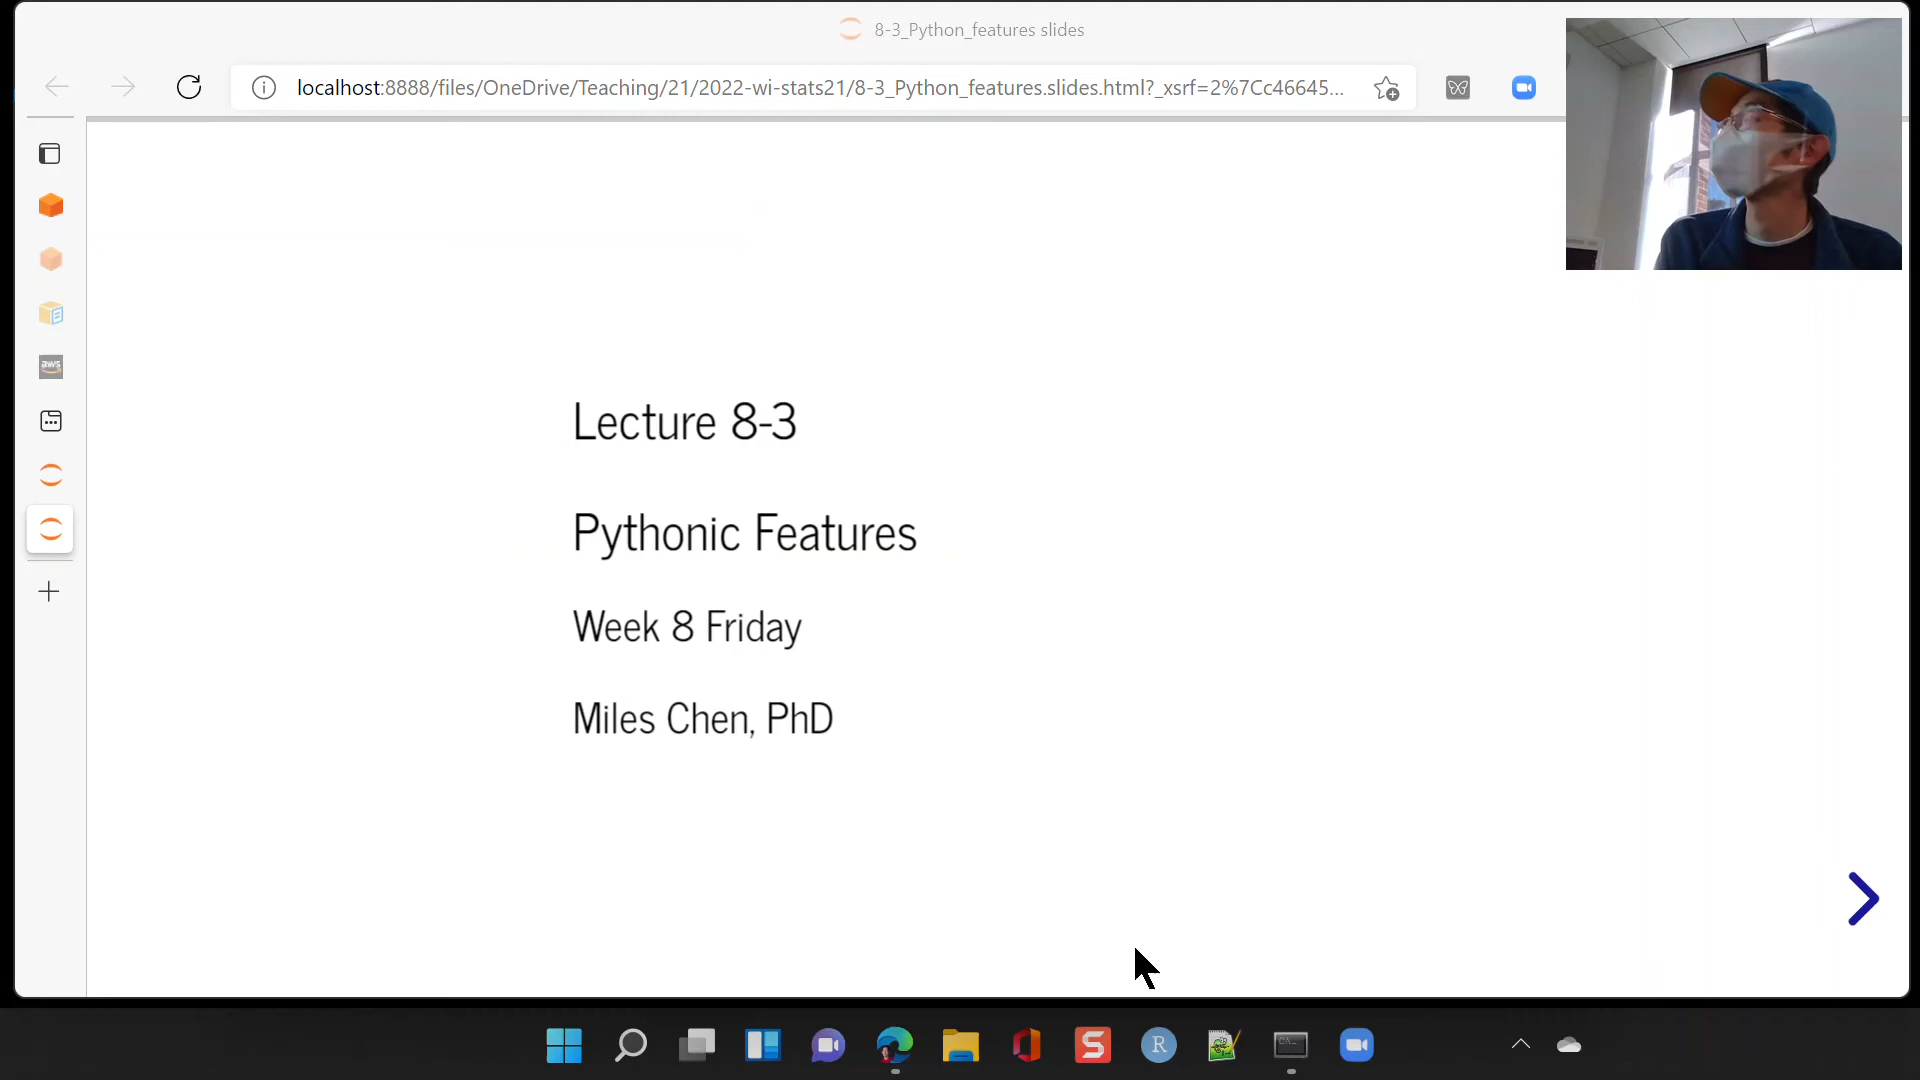 8-3_Python_features slides
localhost:8888/files/OneDrive/Teaching/21/2022-wi-stats21/8-3_Python_features.slides.html?_xsrf=2%7Cc46645...
aws
Lecture 8-3
Pythonic Features
Week 8 Friday
Miles Chen, PhD
S
R